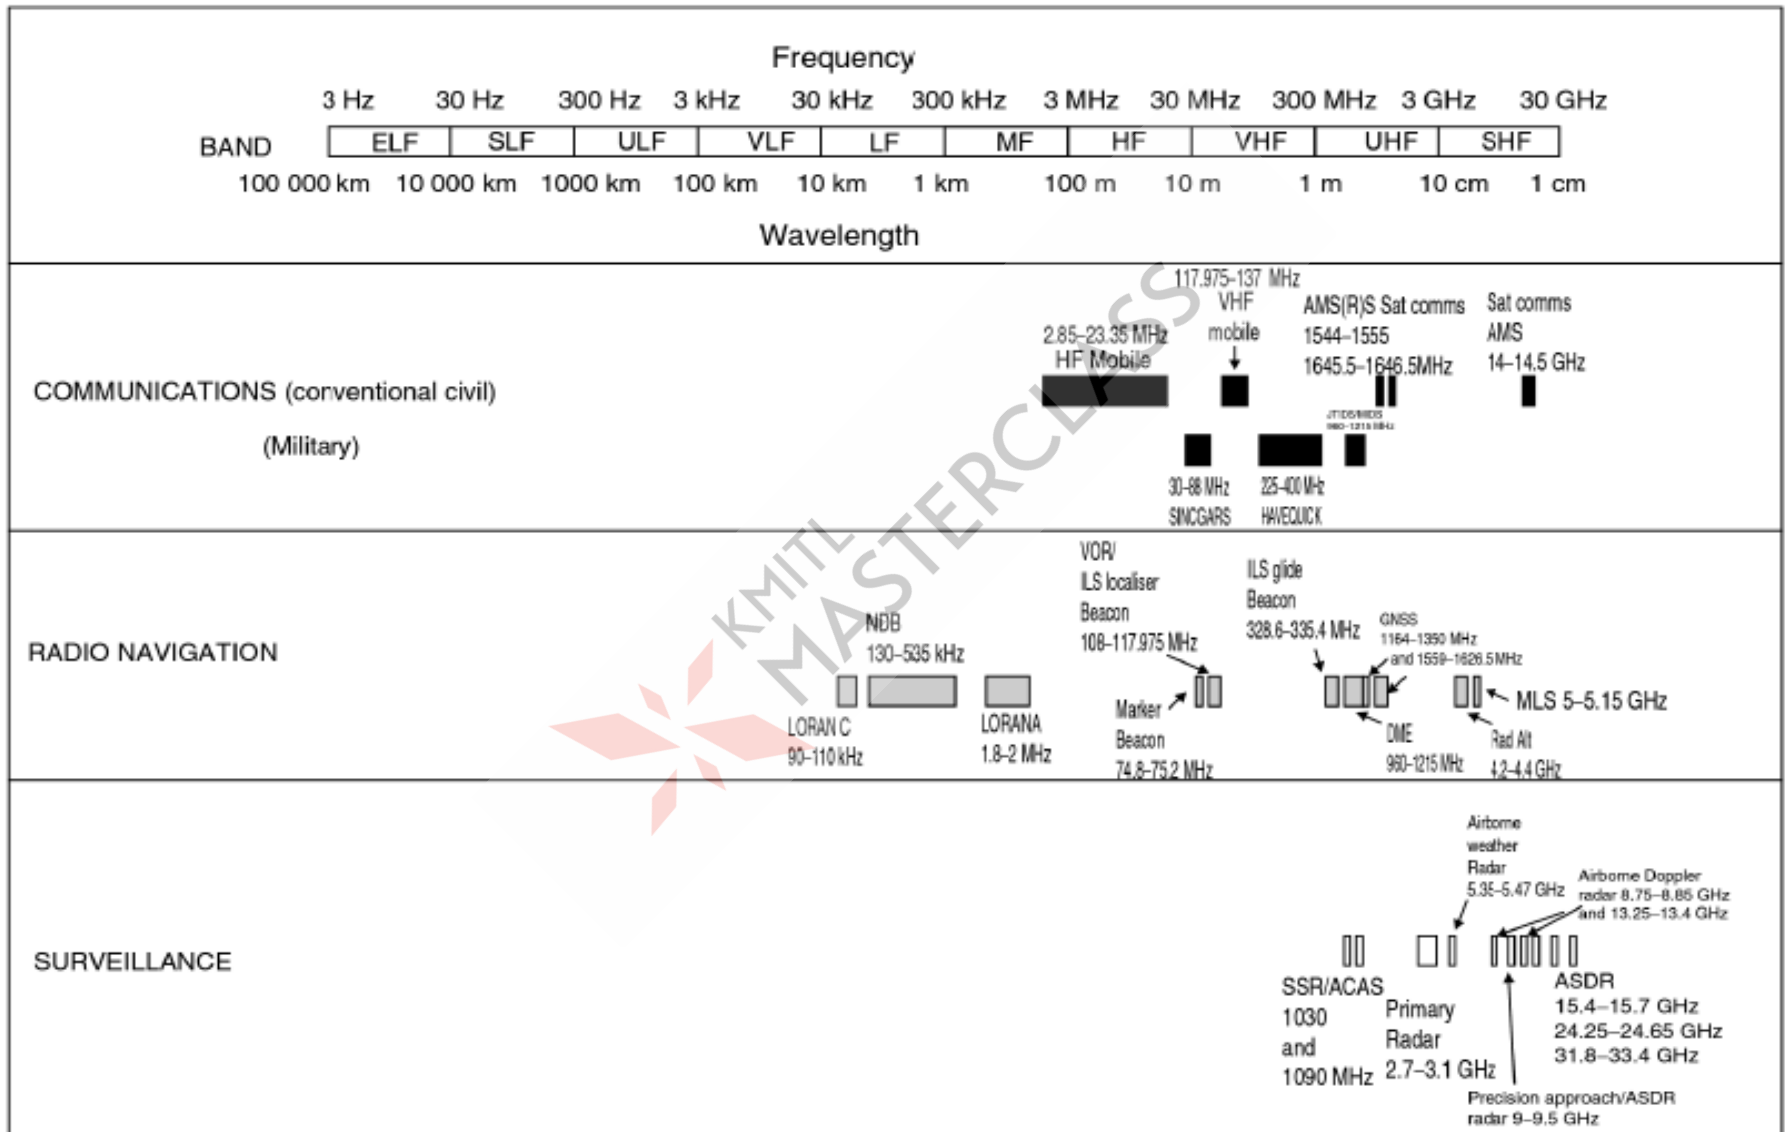 Frequency
3 Hz 30 Hz 300 Hz 3 kHz 30 kHz 300 kHz 3 MHz 30 MHz 300 MHz 3 GHz 30 GHz
BAND ELF SLF ULF VLF LF MF HF VHF UHF SHF
100 000 km 10 000 km 1000 km 100 km 10 km 1 km 100 m 10 m 1 m 10 cm 1 cm
Wavelength
COMMUNICATIONS (conventional civil)
(Military)
2.85–23.35 MHz
HF Mobile
117.975–137 MHz
VHF
mobile
AMS(R)S Sat comms
1544–1555
1645.5–1646.5MHz
Sat comms
AMS
14–14.5 GHz
JTIDS/MIDS
960–1215 MHz
30–88 MHz
SINCGARS
225–400 MHz
HAVEQUICK
RADIO NAVIGATION
LORAN C
90–110 kHz
NDB
130–535 kHz
LORANA
1.8–2 MHz
VOR/
ILS localiser
Beacon
108–117.975 MHz
Marker
Beacon
74.8–75.2 MHz
ILS glide
Beacon
328.6–335.4 MHz
GNSS
1164–1350 MHz
and 1559–1626.5MHz
DME
960–1215 MHz
Rad Alt
4.2–4.4 GHz
MLS 5–5.15 GHz
SURVEILLANCE
SSR/ACAS
1030
and
1090 MHz
Primary
Radar
2.7–3.1 GHz
Airborne
weather
Radar
5.35–5.47 GHz
Airborne Doppler
radar 8.75–8.85 GHz
and 13.25–13.4 GHz
ASDR
15.4–15.7 GHz
24.25–24.65 GHz
31.8–33.4 GHz
Precision approach/ASDR
radar 9–9.5 GHz
KMITL
MASTERCLASS